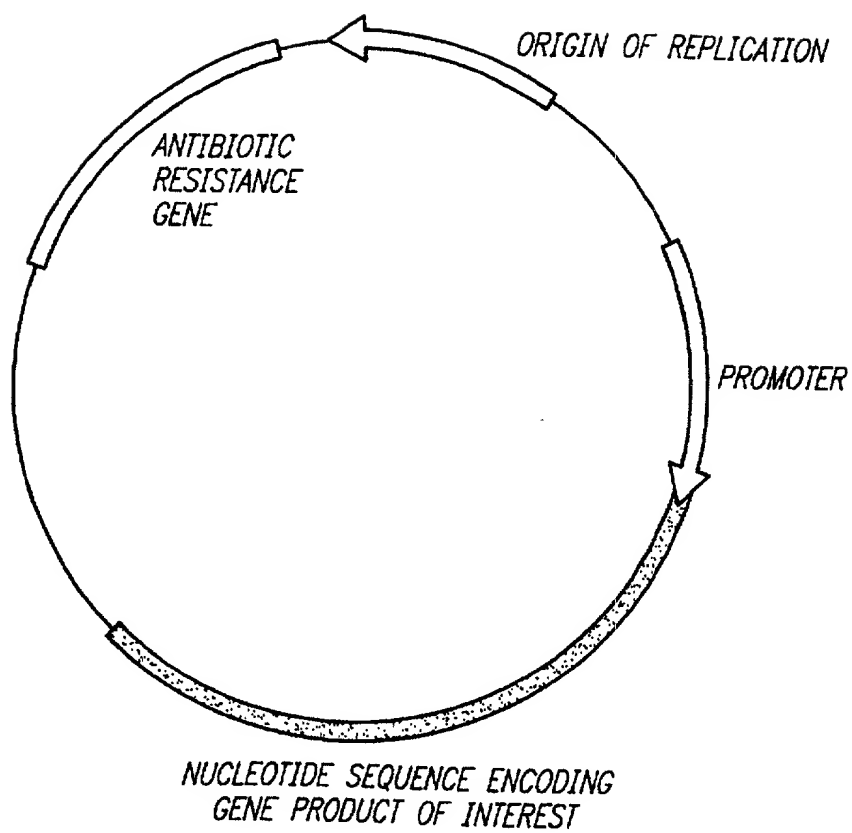 ORIGIN OF REPLICATION
ANTIBIOTIC
RESISTANCE
GENE
PROMOTER
NUCLEOTIDE SEQUENCE ENCODING
GENE PRODUCT OF INTEREST